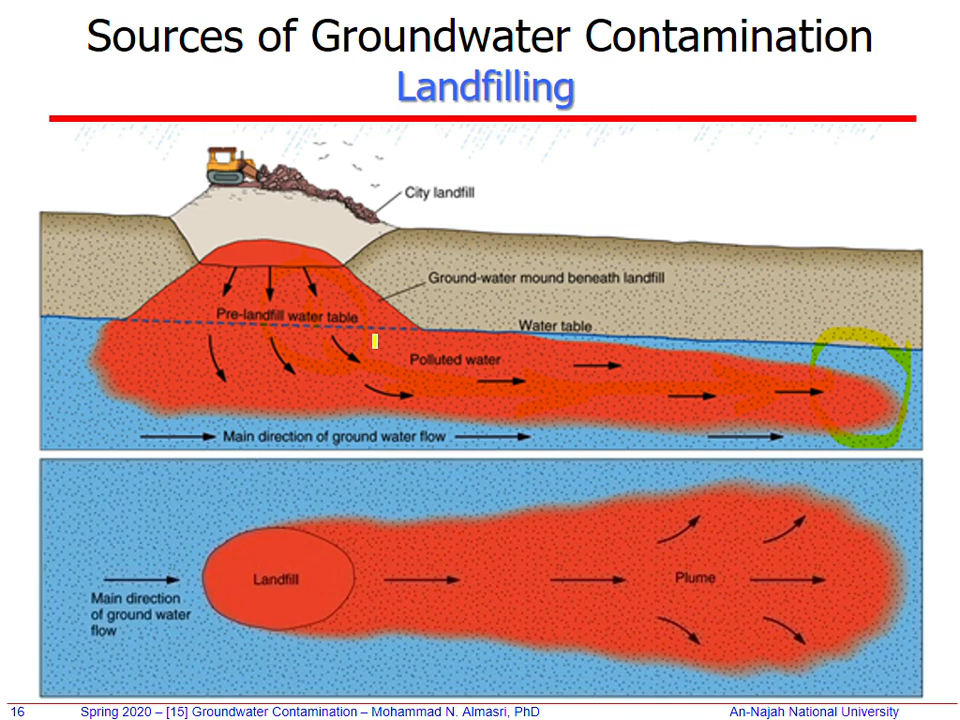 Sources of Groundwater Contamination
Landfilling
City landfill
Ground-water mound beneath landfill
Pre-landfill water table
Water table
Polluted water
Main direction of ground water flow
Landfill
Plume
Main direction
of ground water
flow
16 Spring 2020 – [15] Groundwater Contamination – Mohammad N. Almasri, PhD An-Najah National University